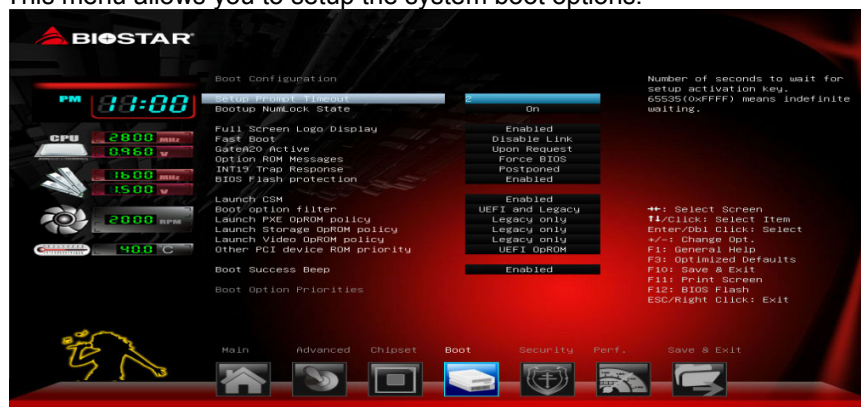 This menu allows you to setup the system boot options.
BIOSTAR
Boot Configuration
Setup Prompt Timeout 2
Bootup NumLock State On
Full Screen Logo Display Enabled
Fast Boot Disable Link
GateA20 Active Upon Request
Option ROM Messages Force BIOS
INT19 Trap Response Postponed
BIOS Flash protection Enabled
Launch CSM Enabled
Boot option filter UEFI and Legacy
Launch PXE OpROM policy Legacy only
Launch Storage OpROM policy Legacy only
Launch Video OpROM policy Legacy only
Other PCI device ROM priority UEFI OpROM
Boot Success Beep Enabled
Boot Option Priorities
Number of seconds to wait for
setup activation key.
65535(0xFFFF) means indefinite
waiting.
→←: Select Screen
↑↓/Click: Select Item
Enter/Dbl Click: Select
+/-: Change Opt.
F1: General Help
F3: Optimized Defaults
F10: Save & Exit
F11: Print Screen
F12: BIOS Flash
ESC/Right Click: Exit
PM 11:00
CPU 2800 MHz
0.960 V
1600 MHz
1.500 V
2000 RPM
40.0 C
Main Advanced Chipset Boot Security Perf. Save & Exit